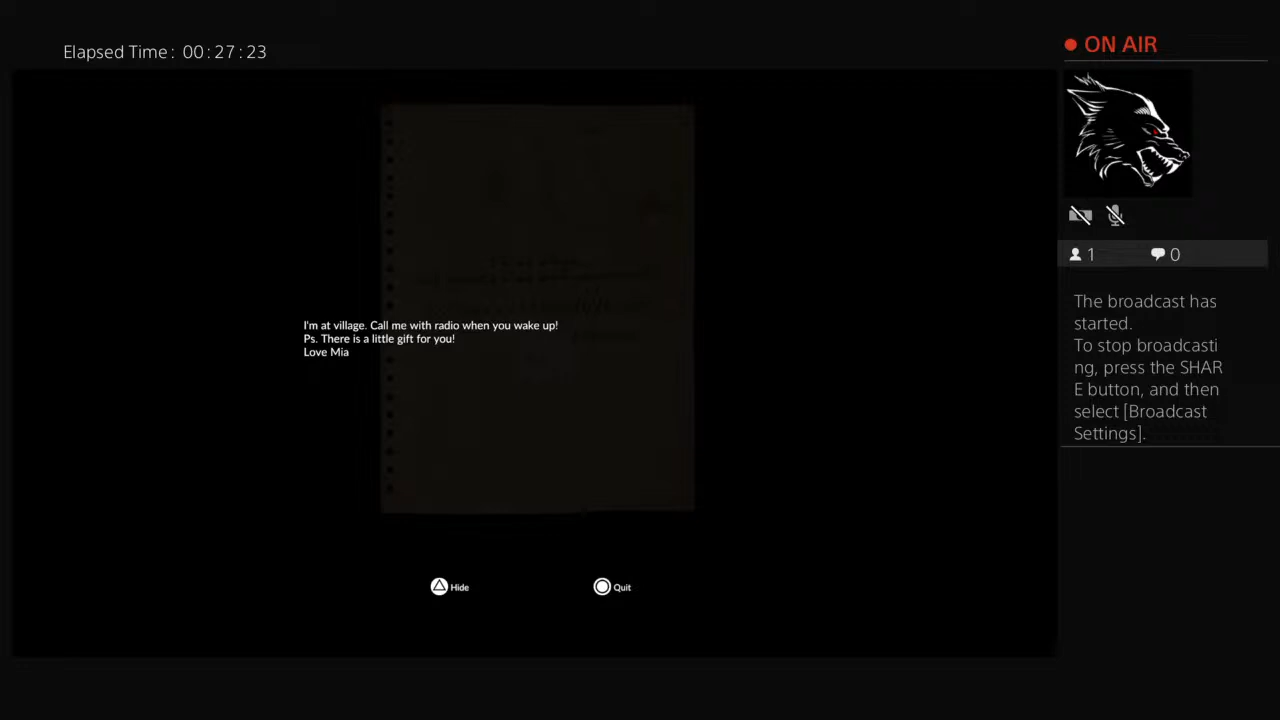 Elapsed Time: 00:27:23
ON AIR
1
0
The broadcast has
started.
To stop broadcasti
ng, press the SHAR
E button, and then
select [Broadcast
Settings].
I'm at village. Call me with radio when you wake up!
Ps. There is a little gift for you!
Love Mia
Hide
Quit